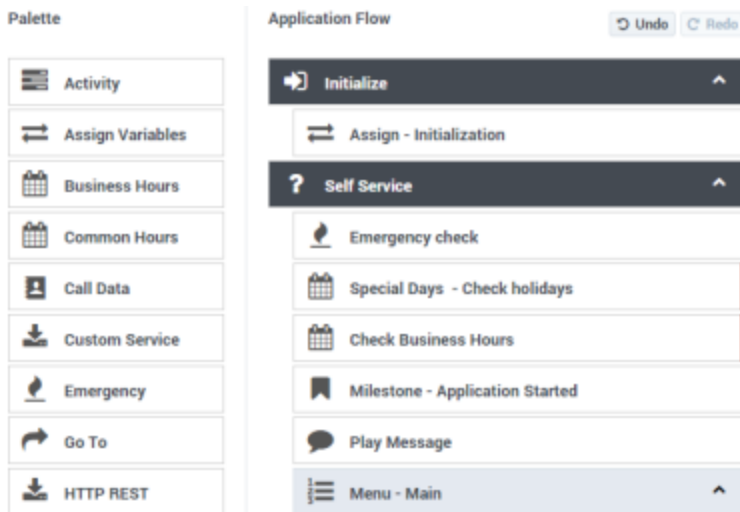 Palette
Activity
Assign Variables
Business Hours
Common Hours
Call Data
Custom Service
Emergency
Go To
HTTP REST
Application Flow
Undo
Redo
Initialize
Assign - Initialization
Self Service
Emergency check
Special Days - Check holidays
Check Business Hours
Milestone - Application Started
Play Message
Menu - Main